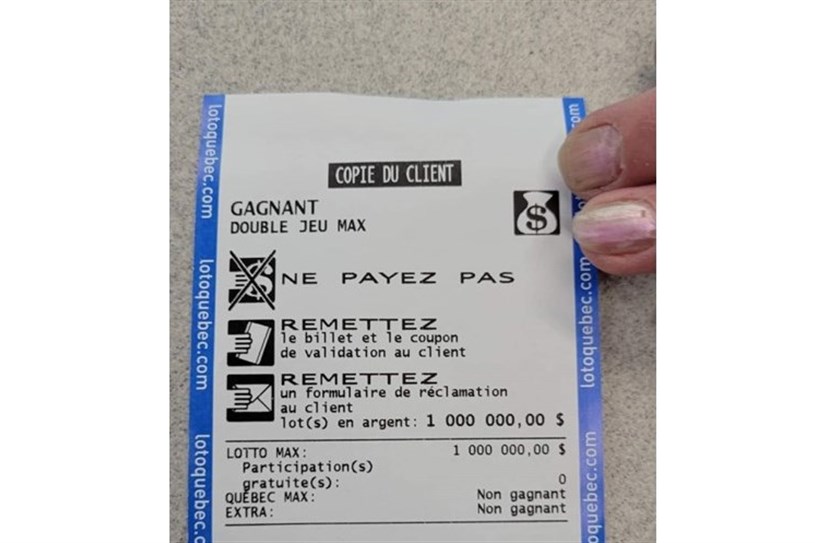 COPIE DU CLIENT
GAGNANT
DOUBLE JEU MAX
$
NE PAYEZ PAS
REMETTEZ
le billet et le coupon
de validation au client
REMETTEZ
un formulaire de réclamation
au client
lot(s) en argent: 1 000 000,00 $
LOTTO MAX: 1 000 000,00 $
Participation(s)
gratuite(s): 0
QUÉBEC MAX: Non gagnant
EXTRA: Non gagnant
lotoquebec.com
lotoquebec.com
lotoquebec.com
lotoquebec.com